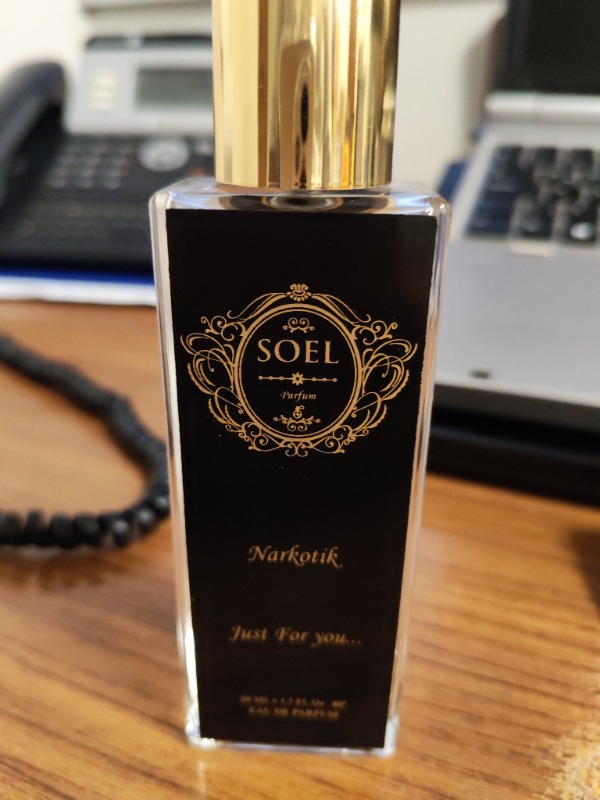 SOEL
Parfum
Narkotik
Just For you...
EAU DE PARFUM